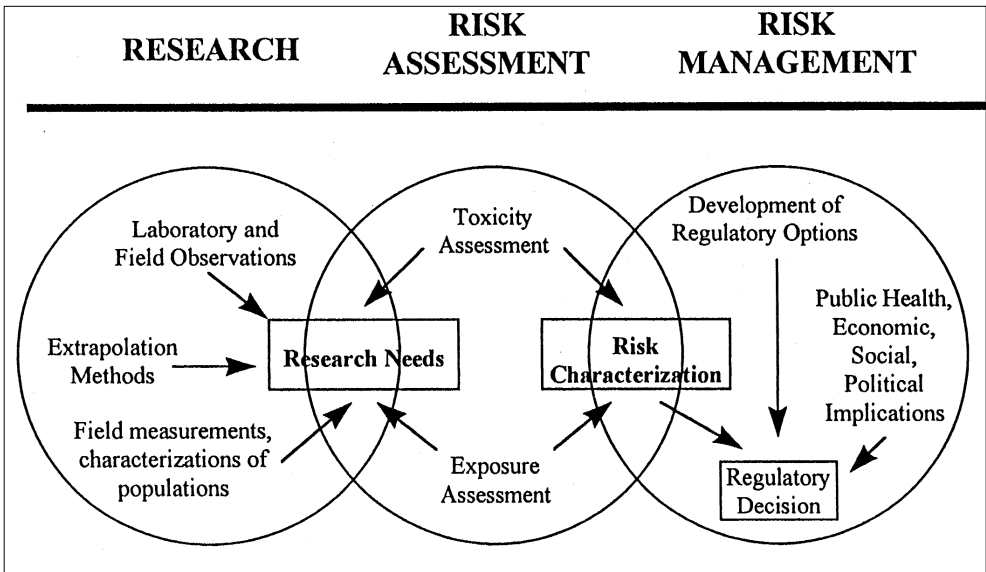 RESEARCH
RISK
ASSESSMENT
RISK
MANAGEMENT
Laboratory and
Field Observations
Extrapolation
Methods
Field measurements,
characterizations of
populations
Research Needs
Toxicity
Assessment
Exposure
Assessment
Risk
Characterization
Development of
Regulatory Options
Public Health,
Economic,
Social,
Political
Implications
Regulatory
Decision